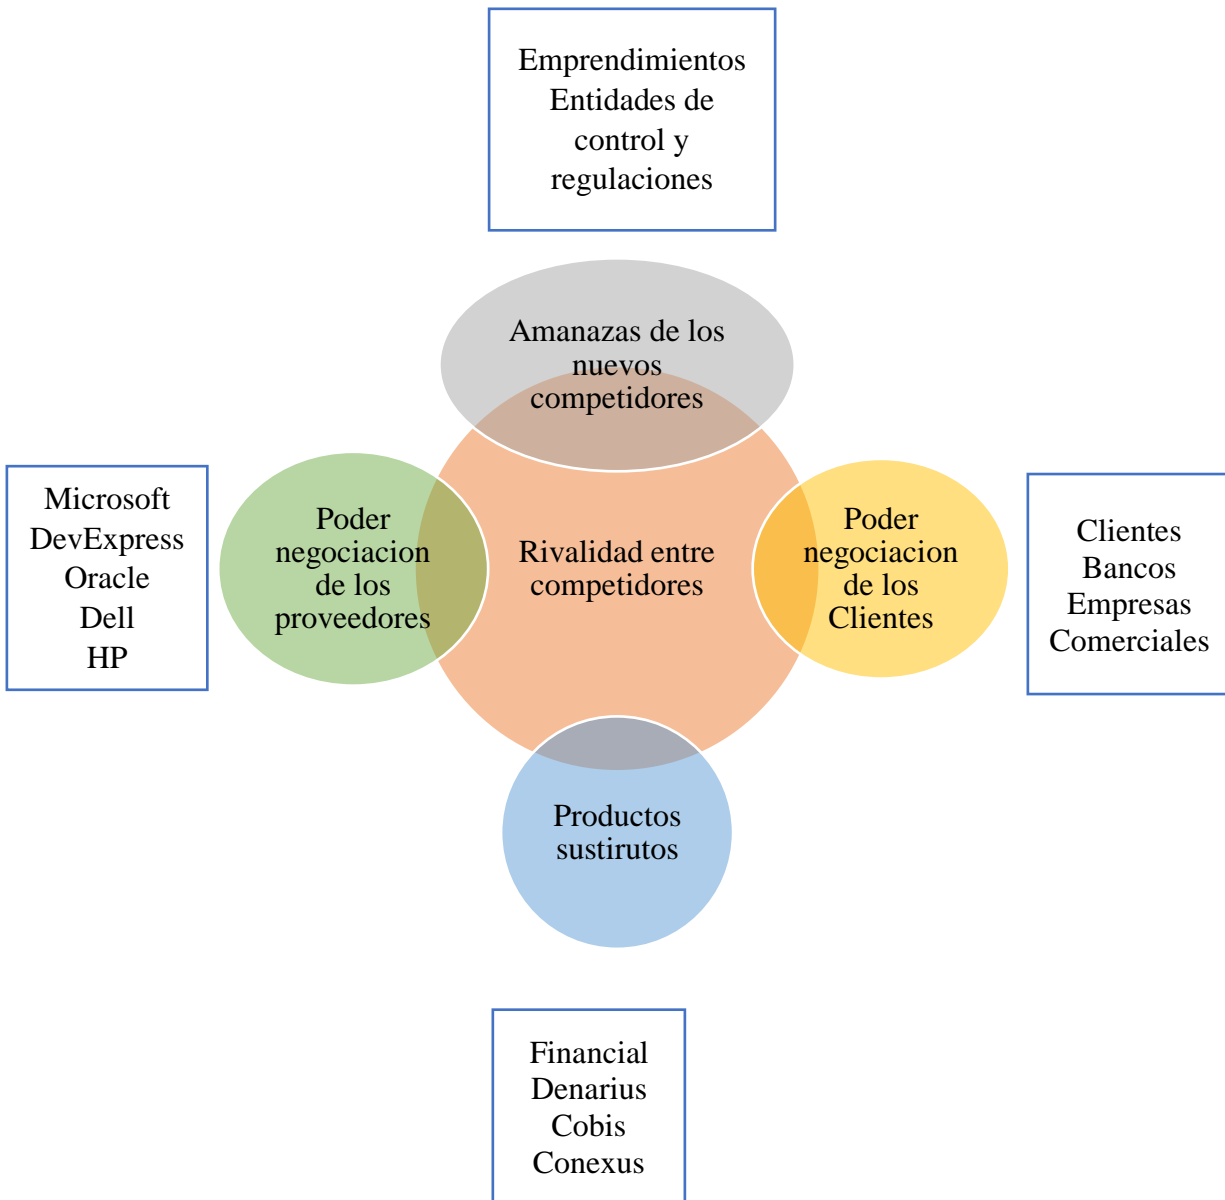 Emprendimientos
Entidades de
control y
regulaciones
Amanazas de los
nuevos
competidores
Microsoft
DevExpress
Oracle
Dell
HP
Poder
negociacion
de los
proveedores
Rivalidad entre
competidores
Poder
negociacion
de los
Clientes
Clientes
Bancos
Empresas
Comerciales
Productos
sustirutos
Financial
Denarius
Cobis
Conexus